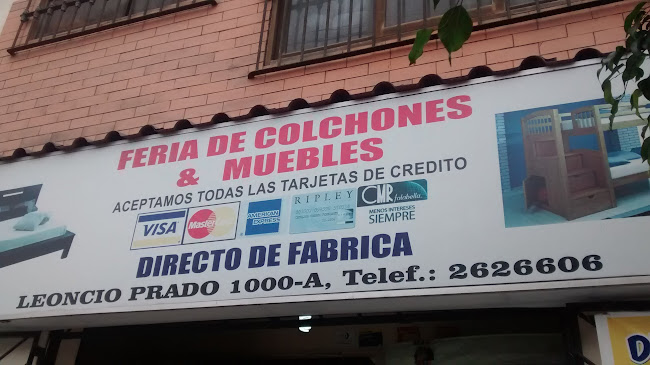 FERIA DE COLCHONES
& MUEBLES
ACEPTAMOS TODAS LAS TARJETAS DE CREDITO
VISA MasterCard AMERICAN EXPRESS RIPLEY CMR falabella.
MENOS INTERESES
SIEMPRE
DIRECTO DE FABRICA
LEONCIO PRADO 1000-A, Telef.: 2626606
D